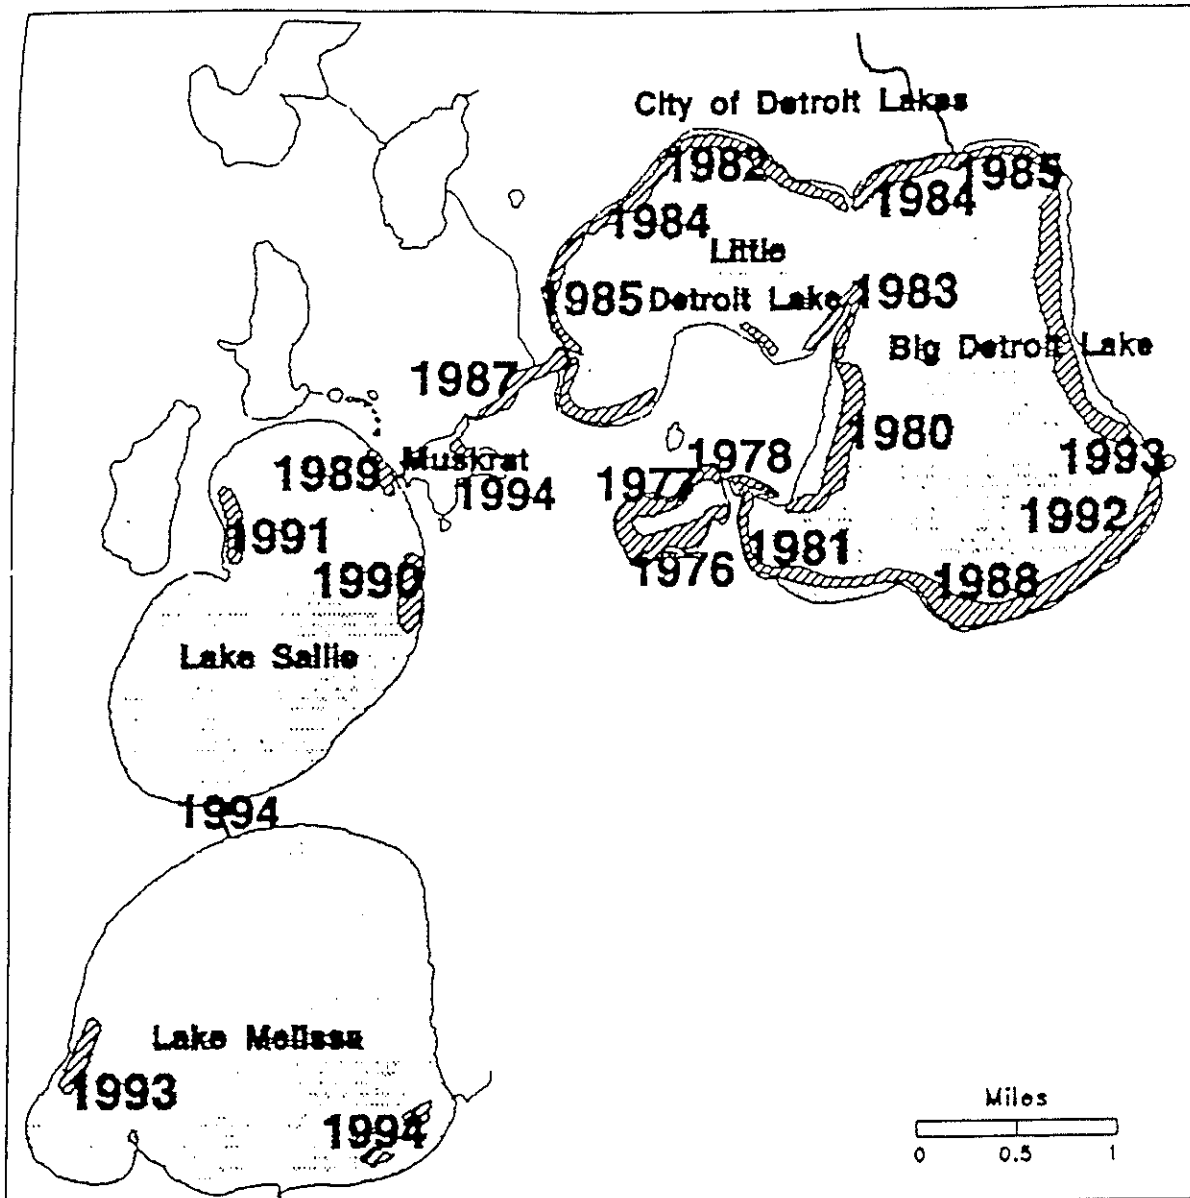 City of Detroit Lakes
1982
1985
1984
1984
Little
1985
Detroit Lake
1983
Big Detroit Lake
1987
1980
1989
Muskrat
1978
1993
1977
1994
1992
1991
1981
1990
1976
1988
Lake Sallie
1994
Lake Melissa
1993
1994
Miles
0 0.5 1